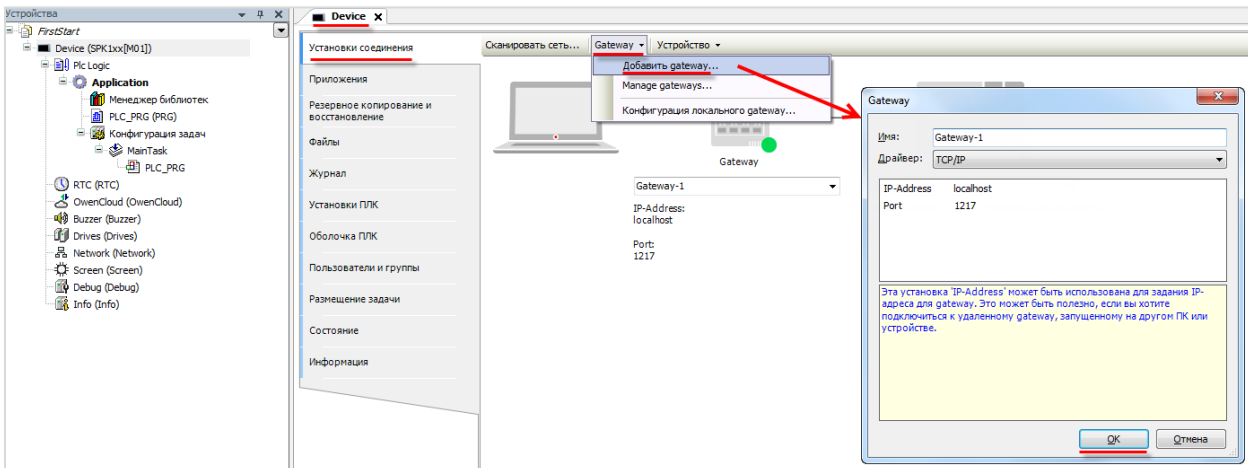 Устройства
FirstStart
Device (SPK1xx[M01])
Plc Logic
Application
Менеджер библиотек
PLC_PRG (PRG)
Конфигурация задач
MainTask
PLC_PRG
RTC (RTC)
OwenCloud (OwenCloud)
Buzzer (Buzzer)
Drives (Drives)
Network (Network)
Screen (Screen)
Debug (Debug)
Info (Info)
Device
Установки соединения
Приложения
Резервное копирование и
восстановление
Файлы
Журнал
Установки ПЛК
Оболочка ПЛК
Пользователи и группы
Размещение задачи
Состояние
Информация
Сканировать сеть... Gateway Устройство
Добавить gateway...
Manage gateways...
Конфигурация локального gateway...
Gateway
Gateway-1
IP-Address:
localhost
Port:
1217
Gateway
Имя: Gateway-1
Драйвер: TCP/IP
IP-Address localhost
Port 1217
Эта установка 'IP-Address' может быть использована для задания IP-
адреса для gateway. Это может быть полезно, если вы хотите
подключиться к удаленному gateway, запущенному на другом ПК или
устройстве.
OK Отмена